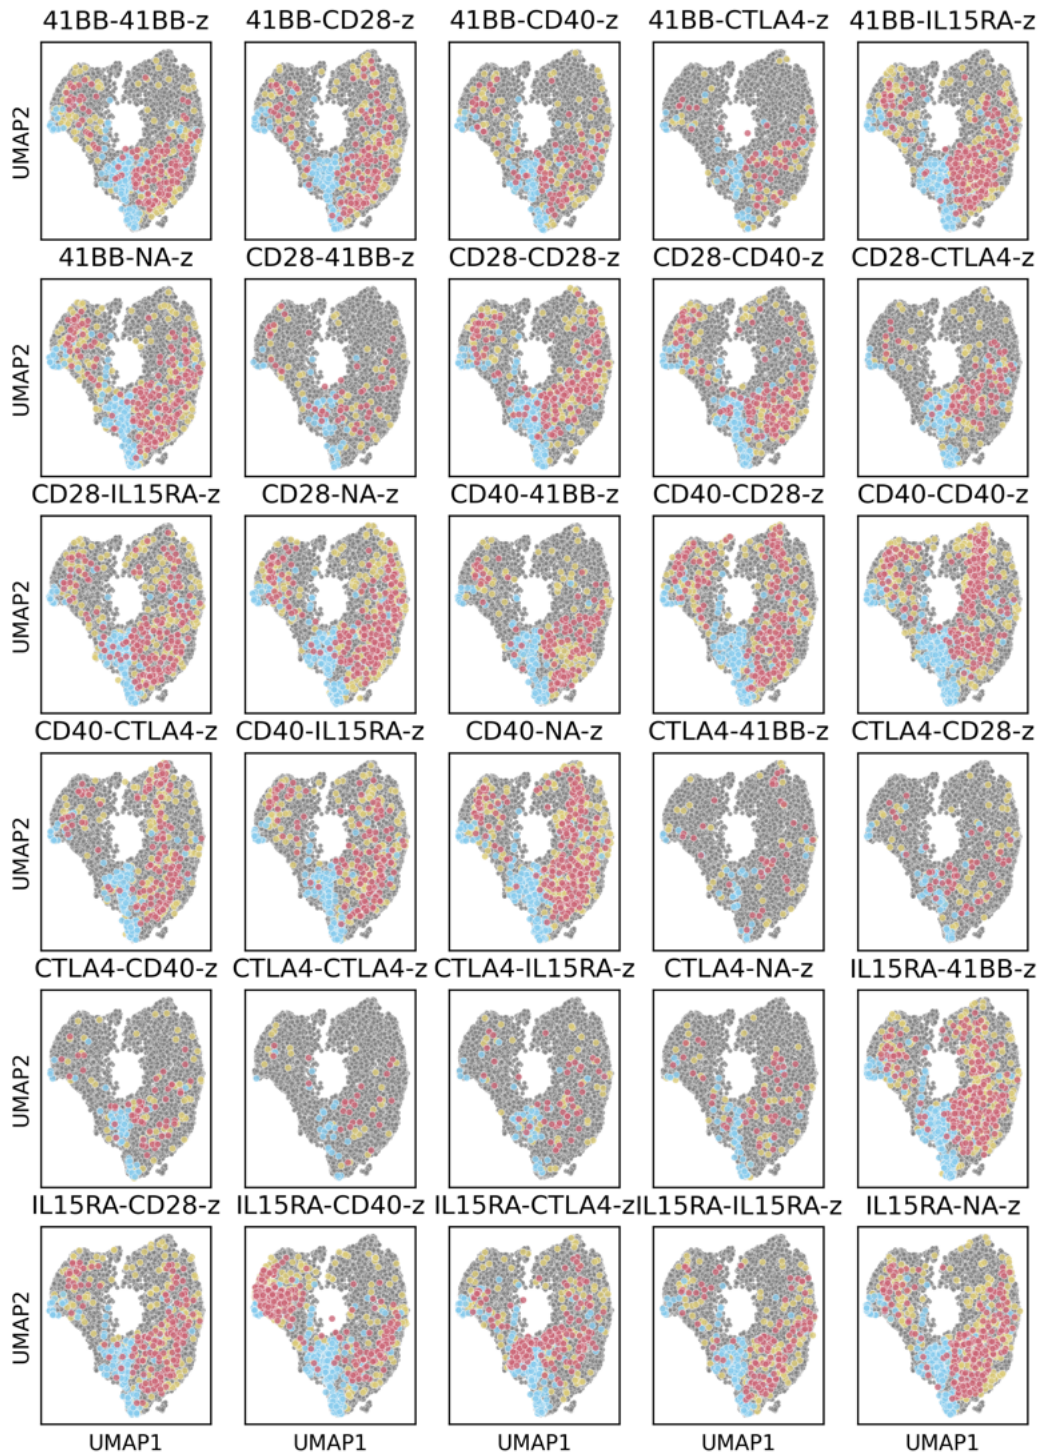 41BB-41BB-z 41BB-CD28-z 41BB-CD40-z 41BB-CTLA4-z 41BB-IL15RA-z
UMAP2
41BB-NA-z CD28-41BB-z CD28-CD28-z CD28-CD40-z CD28-CTLA4-z
UMAP2
CD28-IL15RA-z CD28-NA-z CD40-41BB-z CD40-CD28-z CD40-CD40-z
UMAP2
CD40-CTLA4-z CD40-IL15RA-z CD40-NA-z CTLA4-41BB-z CTLA4-CD28-z
UMAP2
CTLA4-CD40-z CTLA4-CTLA4-z CTLA4-IL15RA-z CTLA4-NA-z IL15RA-41BB-z
UMAP2
IL15RA-CD28-z IL15RA-CD40-z IL15RA-CTLA4-z IL15RA-IL15RA-z IL15RA-NA-z
UMAP2
UMAP1 UMAP1 UMAP1 UMAP1 UMAP1